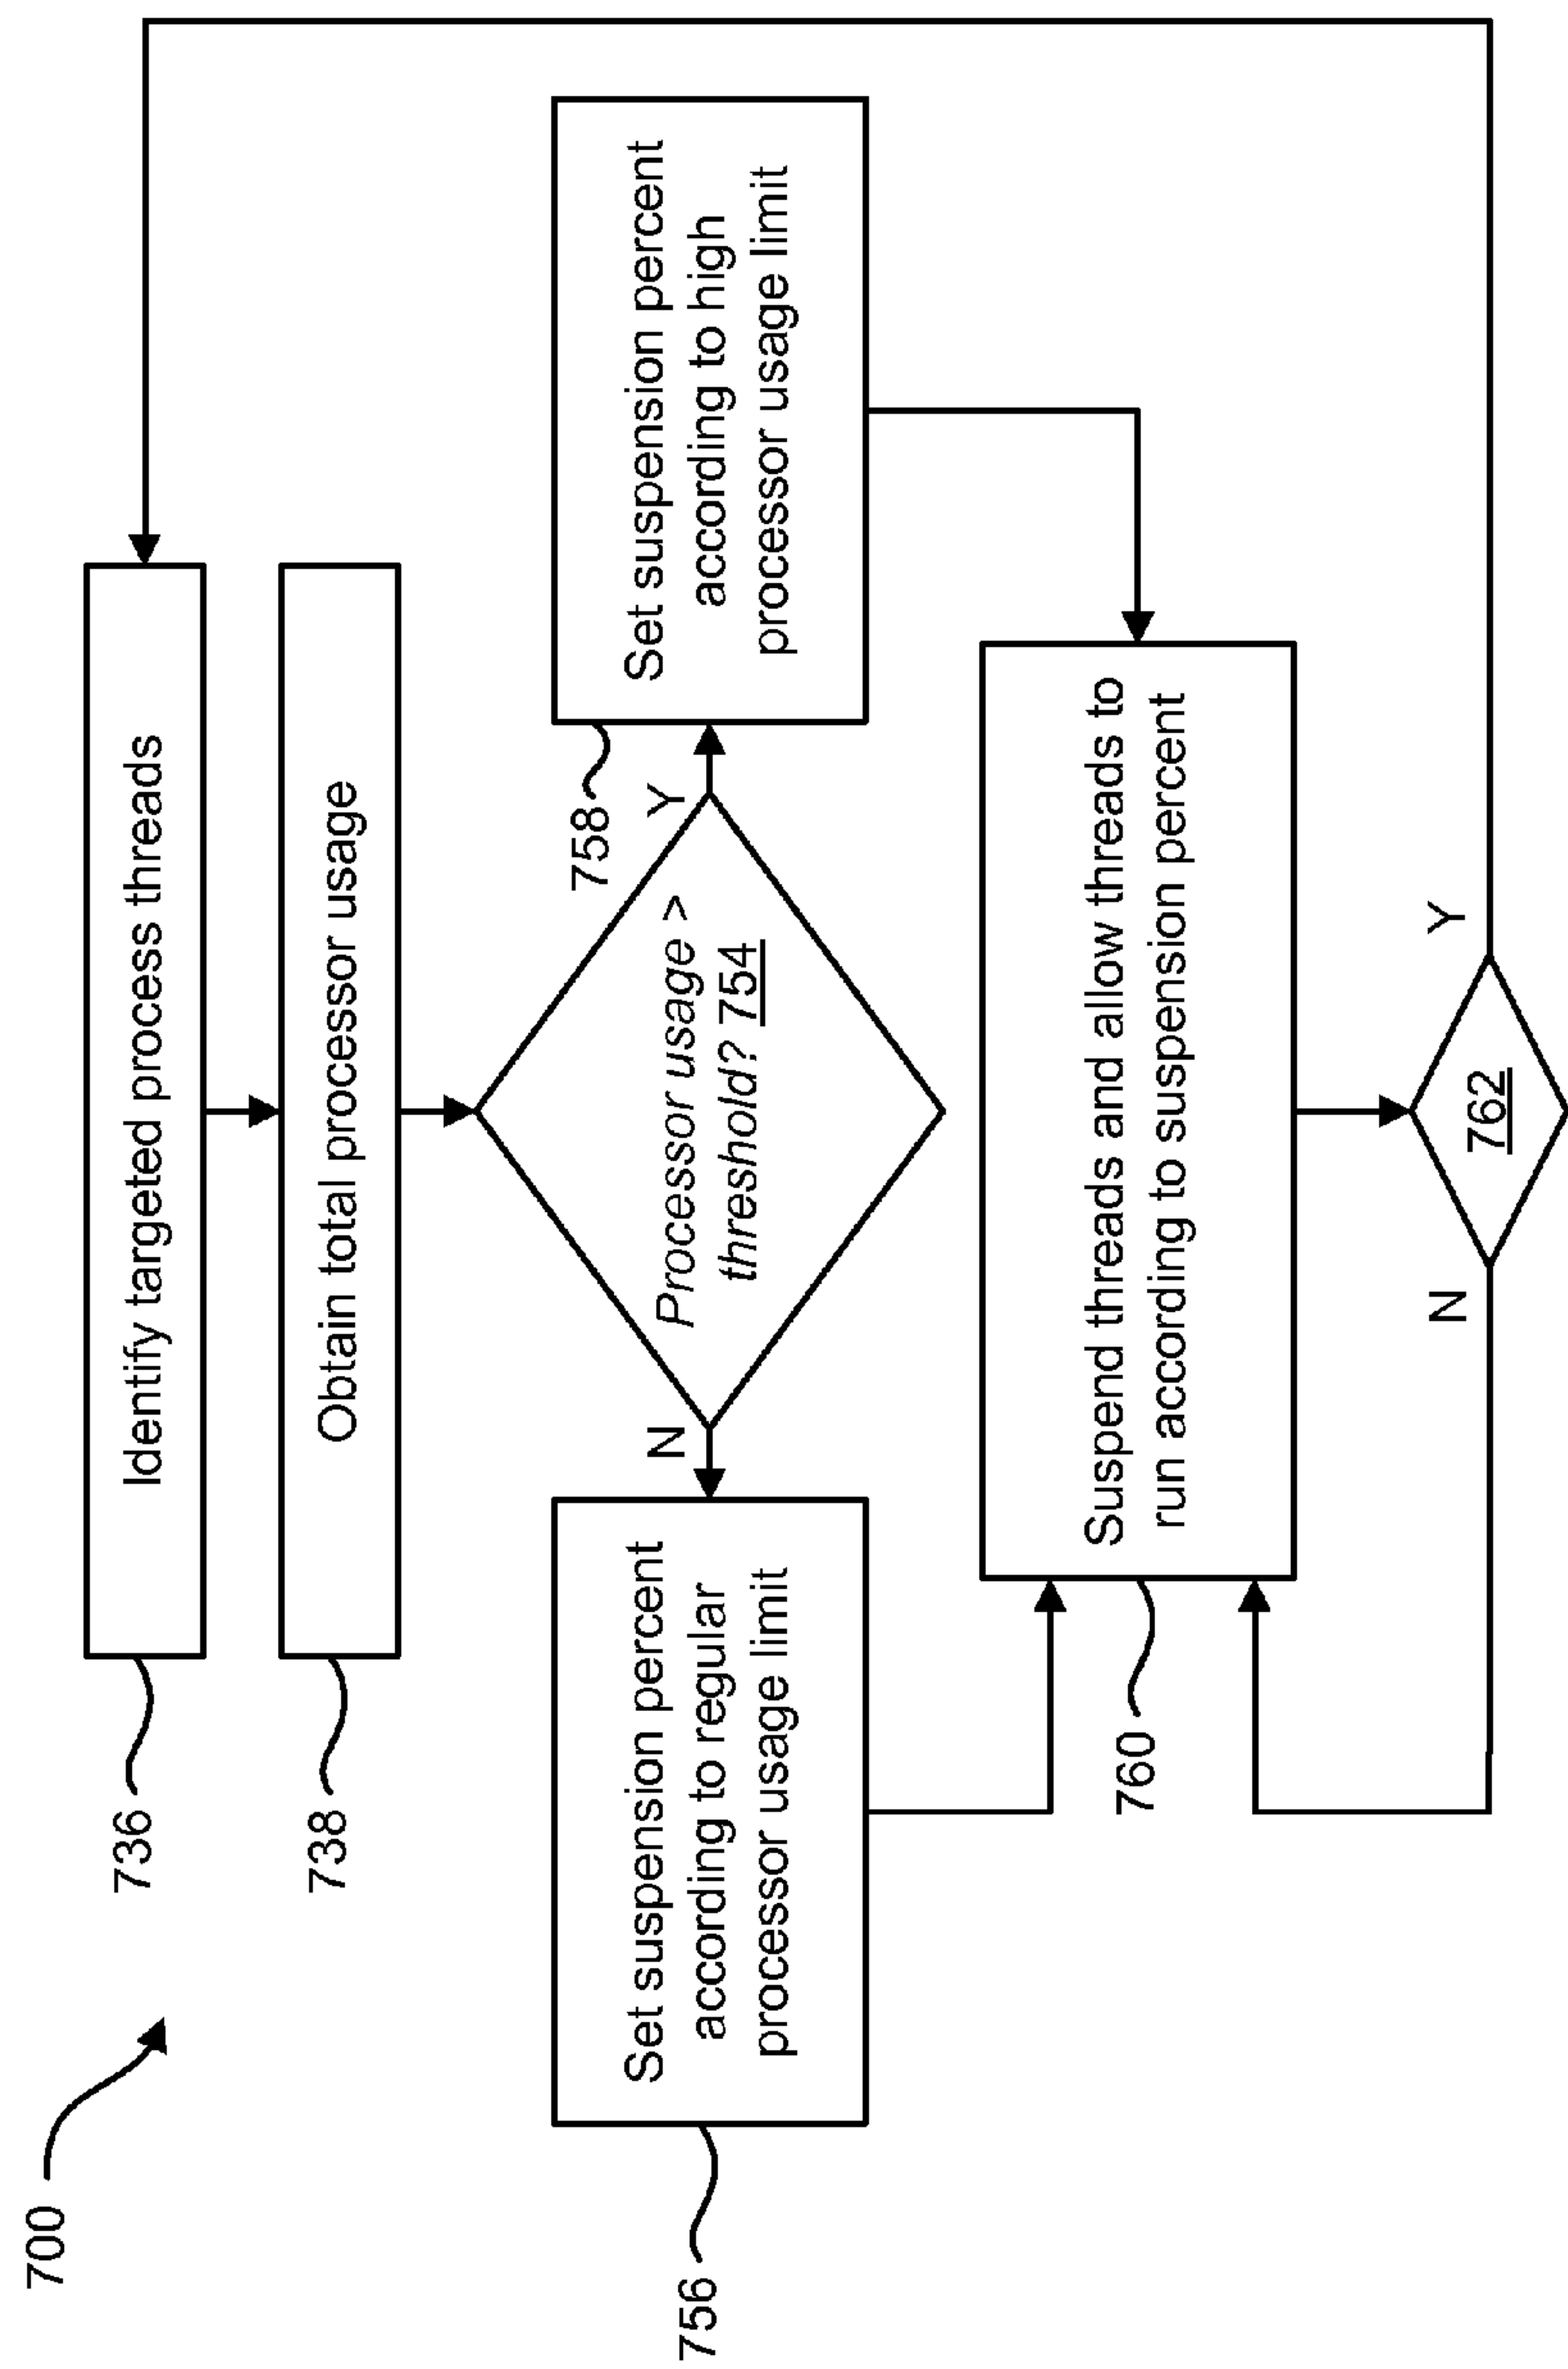 700
736
Identify targeted process threads
738
Obtain total processor usage
Processor usage >
threshold? 754
N
Y
756
Set suspension percent
according to regular
processor usage limit
758
Set suspension percent
according to high
processor usage limit
760
Suspend threads and allow threads to
run according to suspension percent
N
762
Y